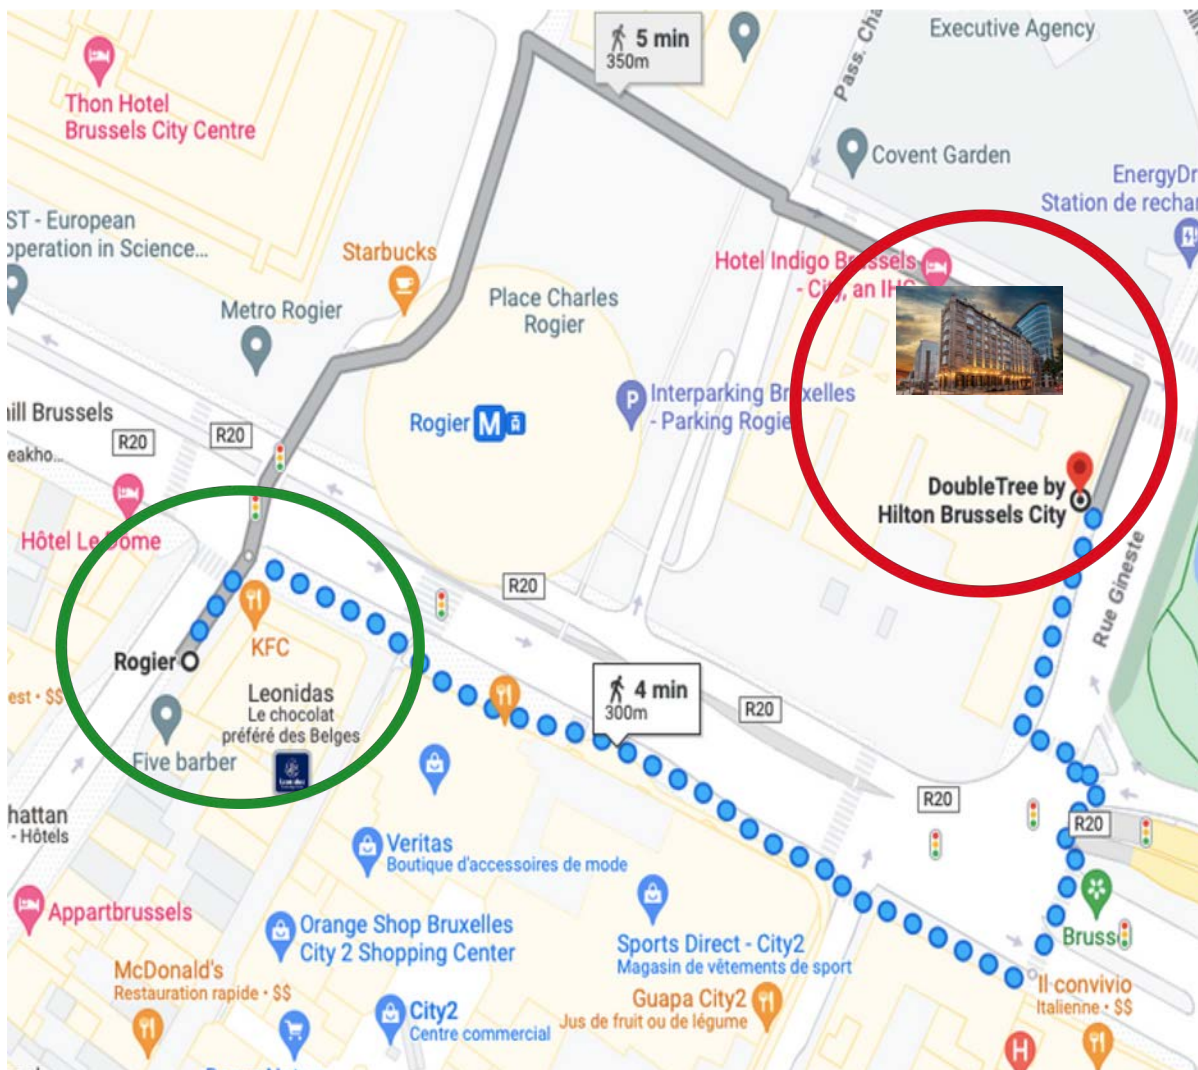 5 min
350m
Executive Agency
Thon Hotel
Brussels City Centre
Pass. Cha
Covent Garden
EnergyDr
Station de rechar
ST - European
operation in Science...
Starbucks
Hotel Indigo Brussels
- City, an IHG
Place Charles
Rogier
Metro Rogier
Interparking Bruxelles
- Parking Rogier
Rogier M
ill Brussels
R20
R20
eakho...
DoubleTree by
Hilton Brussels City
Hôtel Le Dome
R20
Rue Gineste
KFC
Rogier
Leonidas
Le chocolat
préféré des Belges
est • $$
4 min
300m
R20
Five barber
R20
hattan
- Hôtels
R20
Veritas
Boutique d'accessoires de mode
Appartbrussels
Orange Shop Bruxelles
City 2 Shopping Center
Sports Direct - City2
Magasin de vêtements de sport
Brusse
McDonald's
Restauration rapide • $$
Guapa City2
Jus de fruit ou de légume
Il convivio
Italienne • $$
City2
Centre commercial
H